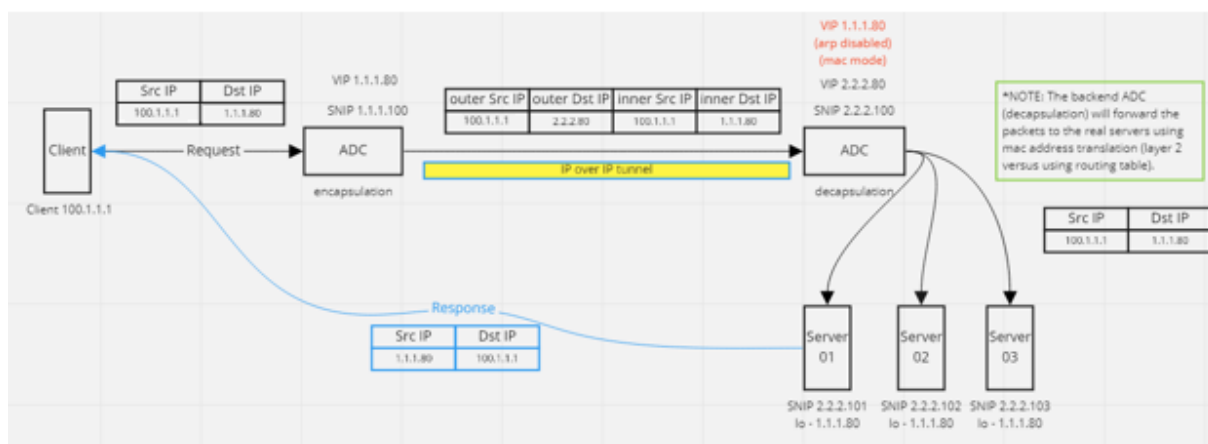 VIP 1.1.1.80
(arp disabled)
(mac mode)
VIP 1.1.1.80
VIP 2.2.2.80
Src IP Dst IP
100.1.1.1 1.1.1.80
SNIP 1.1.1.100
outer Src IP outer Dst IP inner Src IP inner Dst IP
100.1.1.1 2.2.2.80 100.1.1.1 1.1.1.80
SNIP 2.2.2.100
*NOTE: The backend ADC
(decapsulation) will forward the
packets to the real servers using
mac address translation (layer 2
versus using routing table).
Client
Request
ADC
IP over IP tunnel
ADC
encapsulation
decapsulation
Client 100.1.1.1
Src IP Dst IP
100.1.1.1 1.1.1.80
Response
Src IP Dst IP
1.1.1.80 100.1.1.1
Server
01
Server
02
Server
03
SNIP 2.2.2.101
lo - 1.1.1.80
SNIP 2.2.2.102
lo - 1.1.1.80
SNIP 2.2.2.103
lo - 1.1.1.80